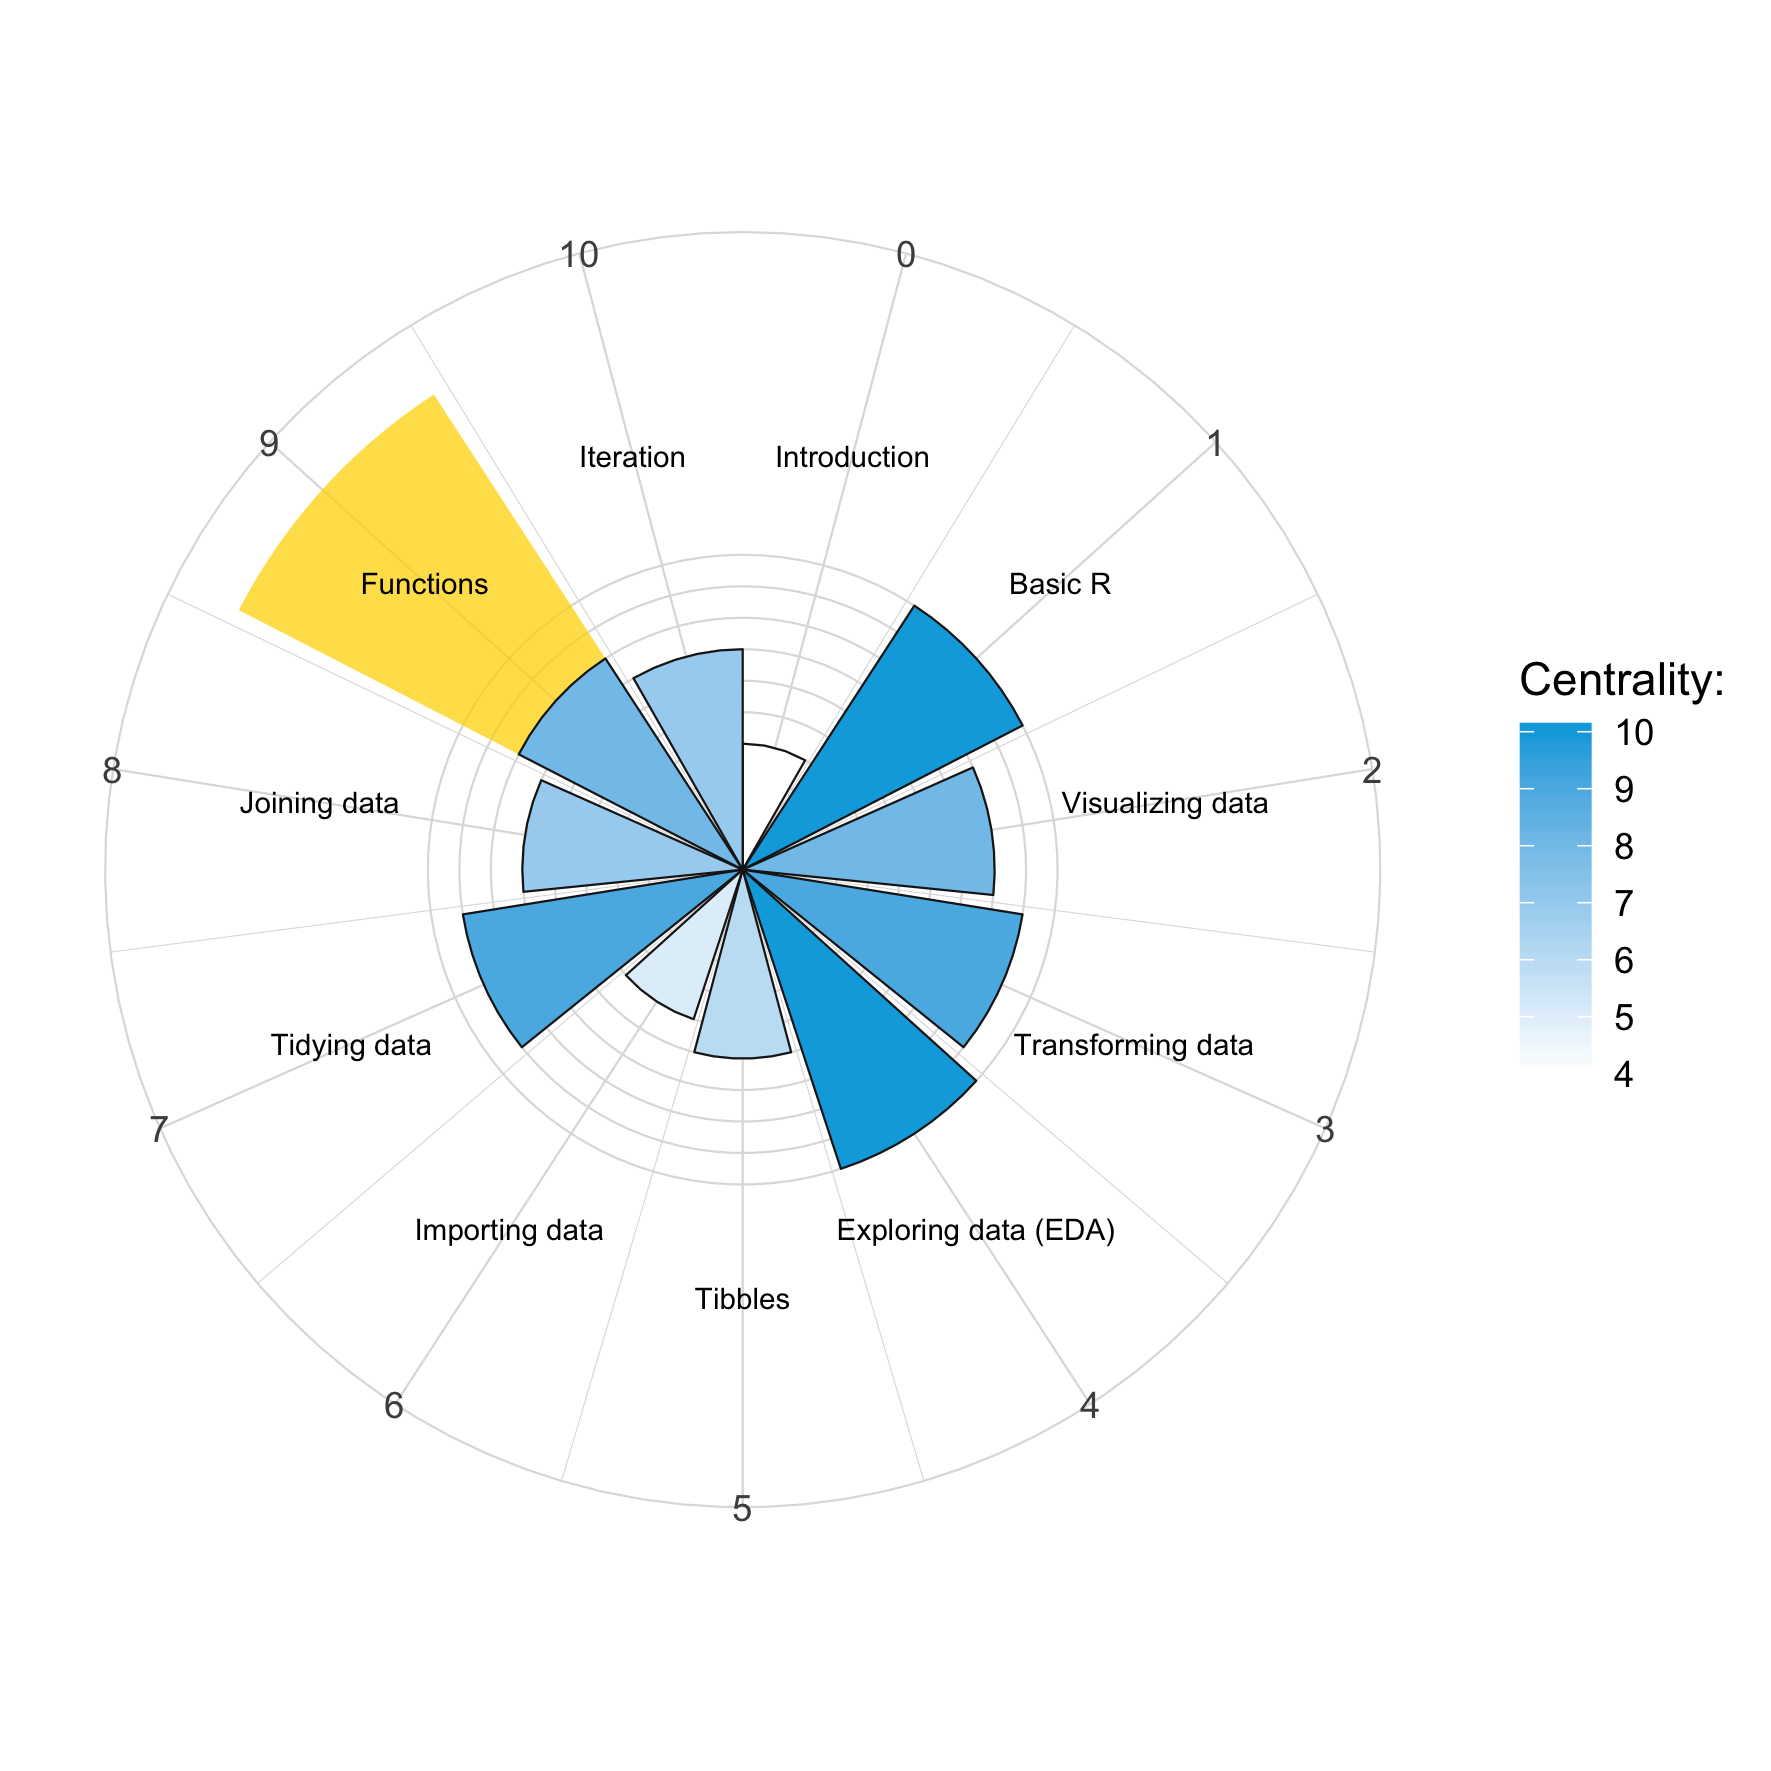 10
0
9
1
Iteration
Introduction
Functions
Basic R
8
2
Joining data
Visualizing data
Tidying data
Transforming data
7
3
Importing data
Exploring data (EDA)
Tibbles
6
4
5
Centrality:
10
9
8
7
6
5
4